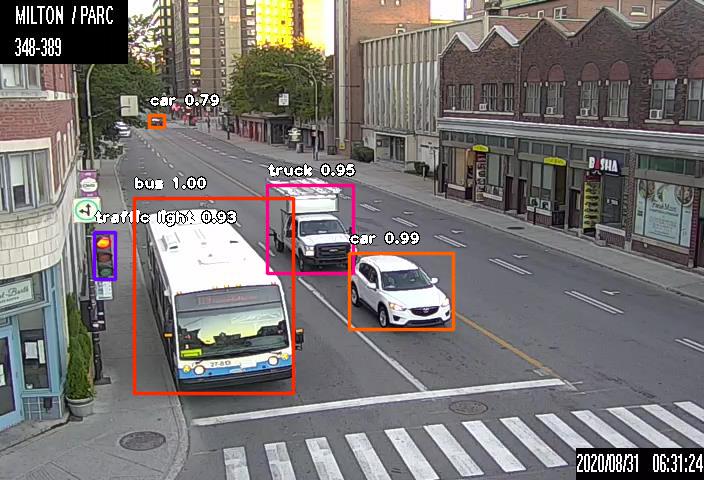 MILTON / PARC
348-389
car 0.79
truck 0.95
bus 1.00
traffic light 0.93
car 0.99
BASHA
2020/08/31 06:31:24